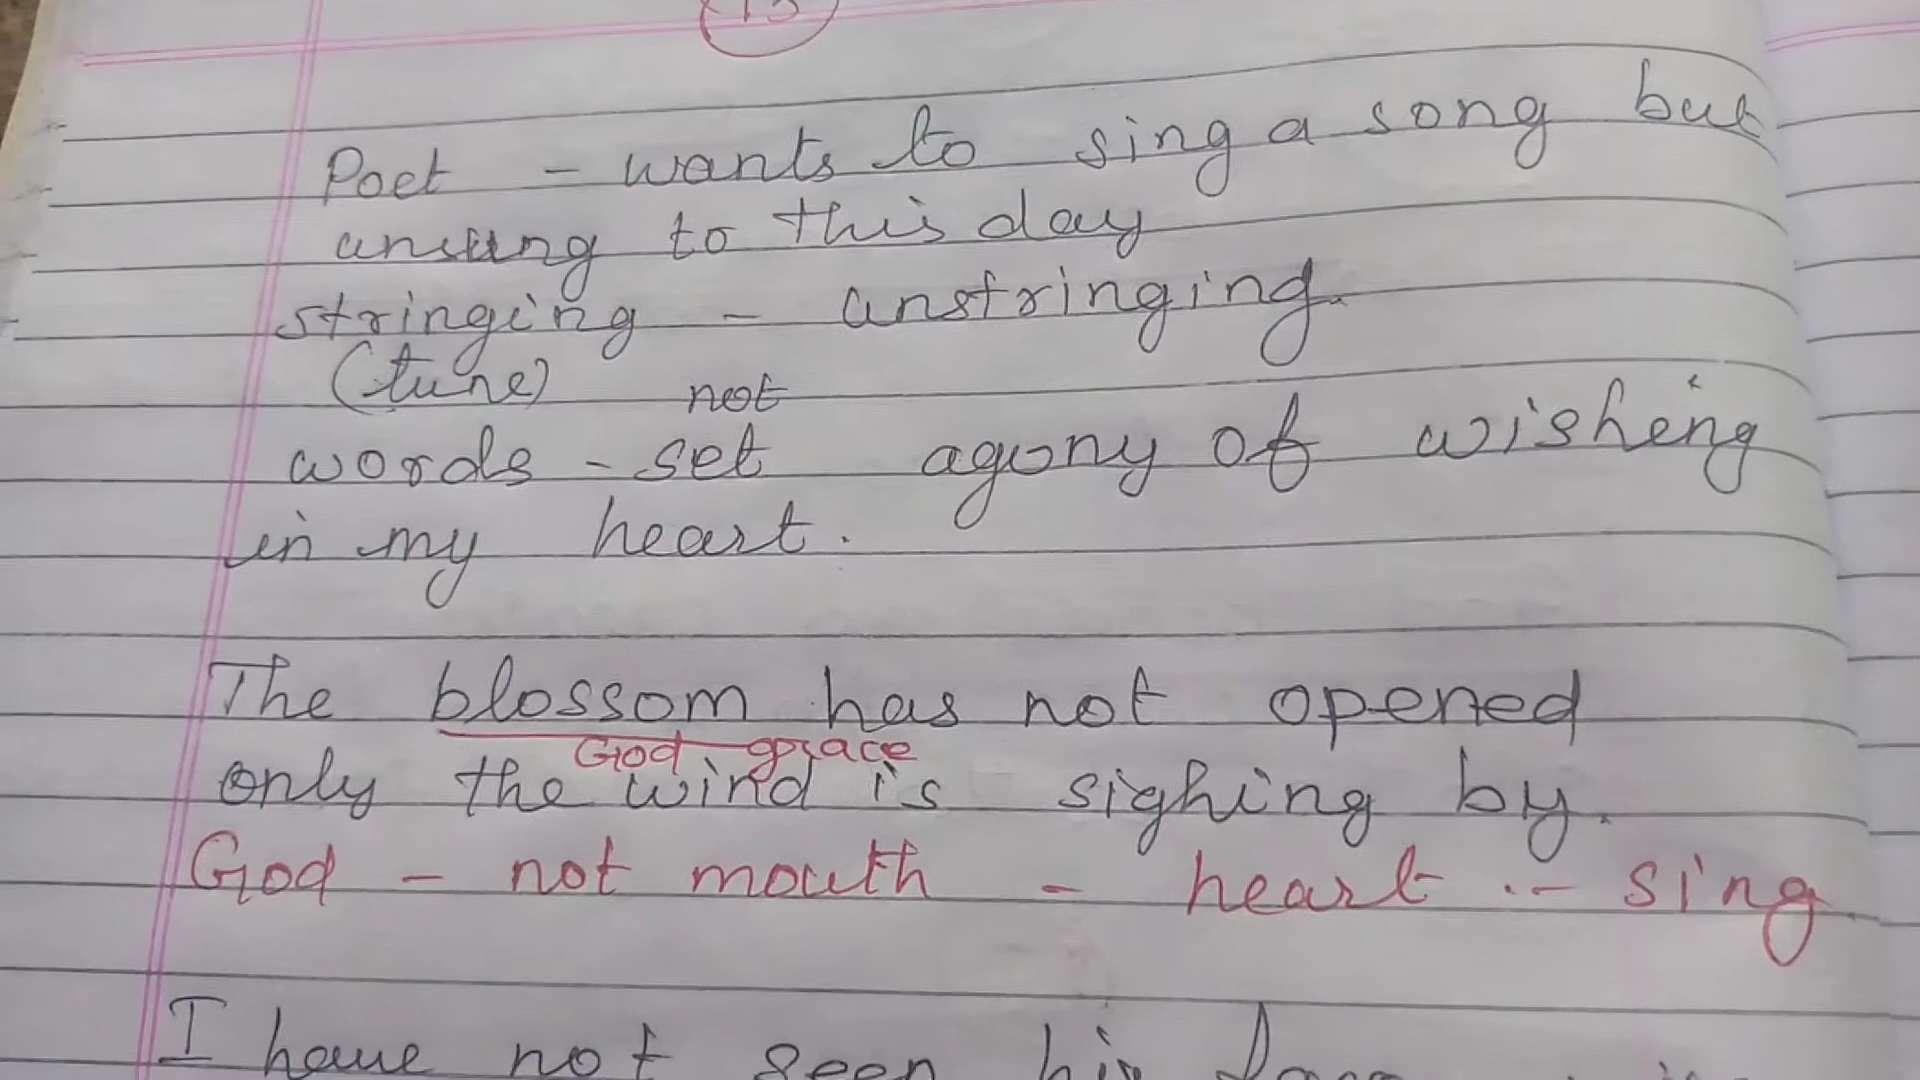 13
Poet - wants to sing a song but
unsung to this day
stringing - unstringing.
(tune) not
words - set agony of wishing
in my heart.
The blossom has not opened
God grace
only the wind is sighing by.
God - not mouth - heart - sing
I have not seen his